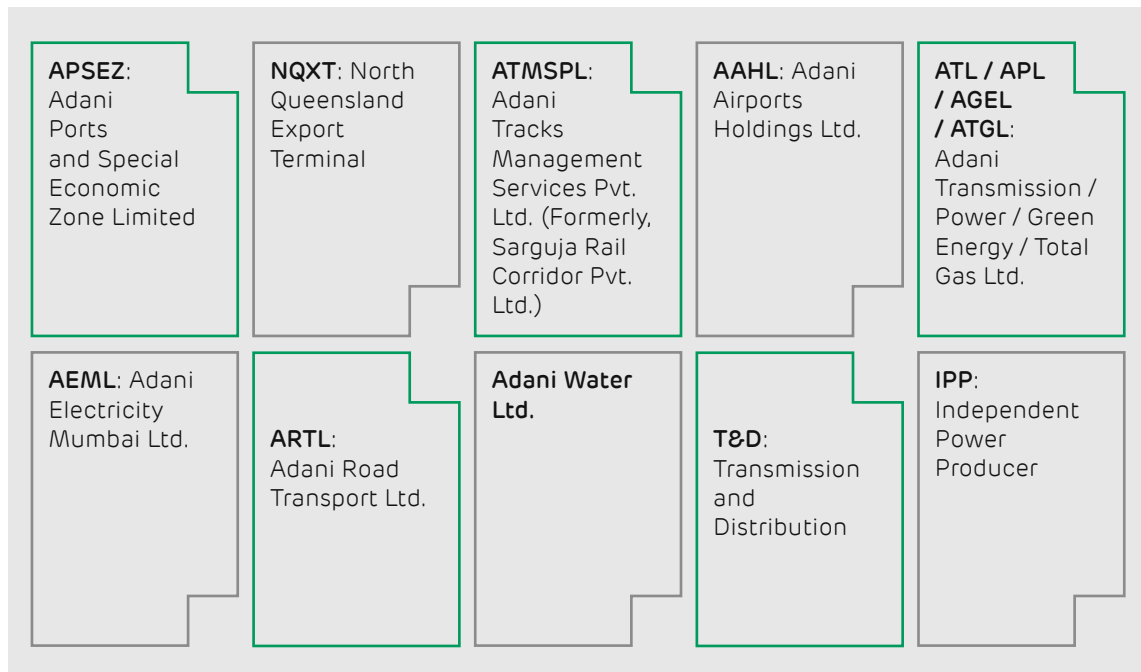 APSEZ:
Adani
Ports
and Special
Economic
Zone Limited
NQXT: North
Queensland
Export
Terminal
ATMSPL:
Adani
Tracks
Management
Services Pvt.
Ltd. (Formerly,
Sarguja Rail
Corridor Pvt.
Ltd.)
AAHL: Adani
Airports
Holdings Ltd.
ATL / APL
/ AGEL
/ ATGL:
Adani
Transmission /
Power / Green
Energy / Total
Gas Ltd.
AEML: Adani
Electricity
Mumbai Ltd.
ARTL:
Adani Road
Transport Ltd.
Adani Water
Ltd.
T&D:
Transmission
and
Distribution
IPP:
Independent
Power
Producer